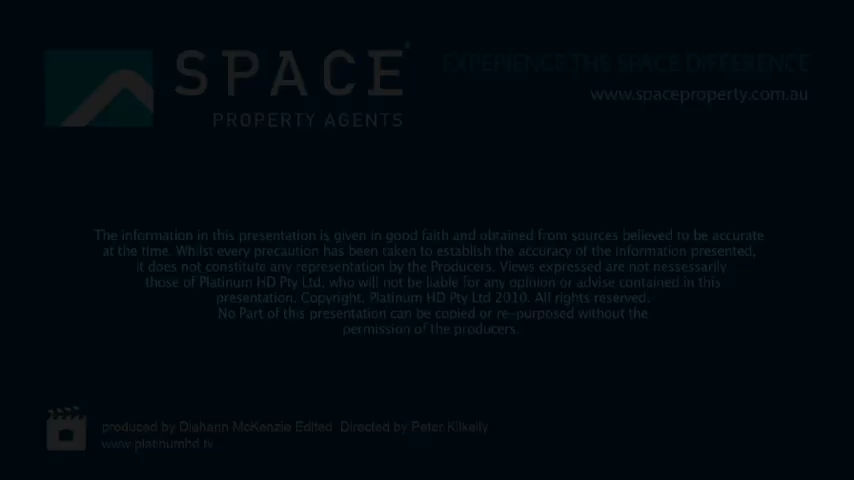 SPACE
PROPERTY AGENTS
EXPERIENCE THE SPACE DIFFERENCE
www.spaceproperty.com.au
The information in this presentation is given in good faith and obtained from sources believed to be accurate
at the time. Whilst every precaution has been taken to establish the accuracy of the information presented,
it does not constitute any representation by the Producers. Views expressed are not nessessarily
those of Platinum HD Pty Ltd, who will not be liable for any opinion or advise contained in this
presentation. Copyright. Platinum HD Pty Ltd 2010. All rights reserved.
No Part of this presentation can be copied or re-purposed without the
permission of the producers.
produced by Diahann McKenzie Edited Directed by Peter Kilkelly
www.platinumhd.tv